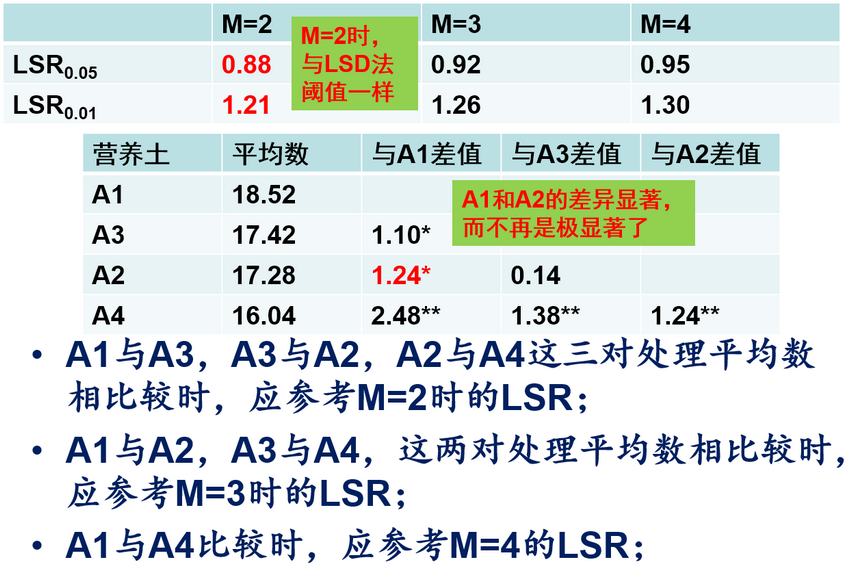 M=2 M=3 M=4
LSR0.05 0.88 0.92 0.95
LSR0.01 1.21 1.26 1.30
M=2时，
与LSD法
阈值一样
营养土 平均数 与A1差值 与A3差值 与A2差值
A1 18.52
A3 17.42 1.10*
A2 17.28 1.24* 0.14
A4 16.04 2.48** 1.38** 1.24**
A1和A2的差异显著，
而不再是极显著了
• A1与A3，A3与A2，A2与A4这三对处理平均数
相比较时，应参考M=2时的LSR；
• A1与A2，A3与A4，这两对处理平均数相比较时，
应参考M=3时的LSR；
• A1与A4比较时，应参考M=4的LSR；